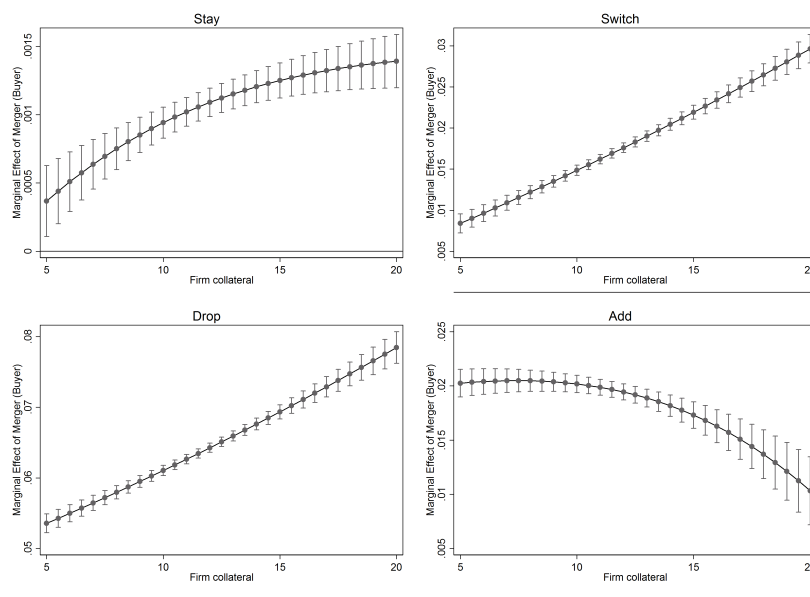 Stay
Marginal Effect of Merger (Buyer)
.0015
.001
.0005
0
5 10 15 20
Firm collateral
Switch
Marginal Effect of Merger (Buyer)
.03
.025
.02
.015
.01
.005
5 10 15 2
Firm collateral
Drop
Marginal Effect of Merger (Buyer)
.08
.07
.06
.05
5 10 15 20
Firm collateral
Add
Marginal Effect of Merger (Buyer)
.025
.02
.015
.01
.005
5 10 15 2
Firm collateral